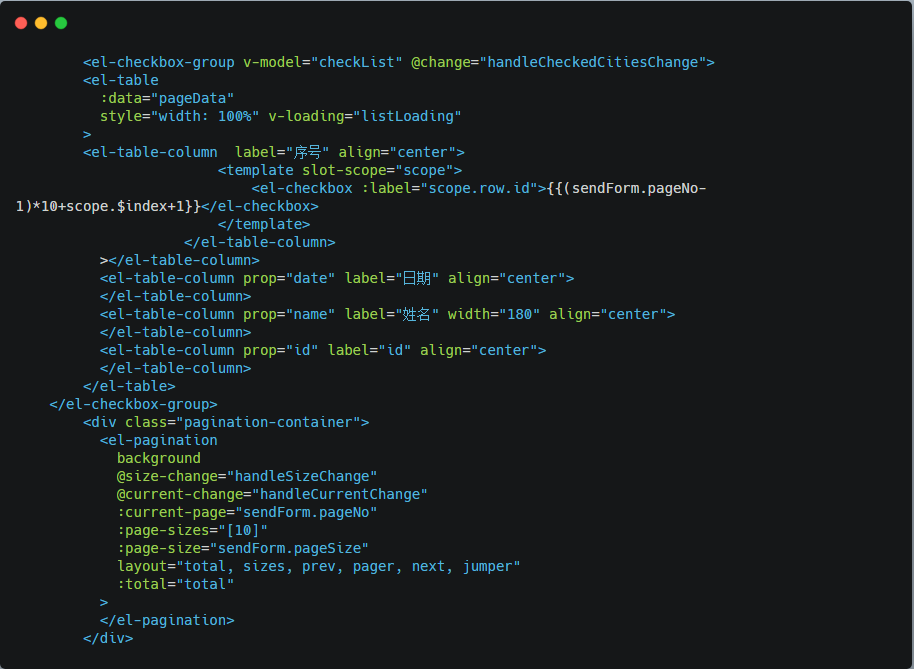 <el-checkbox-group v-model="checkList" @change="handleCheckedCitiesChange">
<el-table
:data="pageData"
style="width: 100%" v-loading="listLoading"
>
<el-table-column  label="序号" align="center">
<template slot-scope="scope">
<el-checkbox :label="scope.row.id">{{(sendForm.pageNo-
1)*10+scope.$index+1}}</el-checkbox>
</template>
</el-table-column>
></el-table-column>
<el-table-column prop="date" label="日期" align="center">
</el-table-column>
<el-table-column prop="name" label="姓名" width="180" align="center">
</el-table-column>
<el-table-column prop="id" label="id" align="center">
</el-table-column>
</el-table>
</el-checkbox-group>
<div class="pagination-container">
<el-pagination
background
@size-change="handleSizeChange"
@current-change="handleCurrentChange"
:current-page="sendForm.pageNo"
:page-sizes="[10]"
:page-size="sendForm.pageSize"
layout="total, sizes, prev, pager, next, jumper"
:total="total"
>
</el-pagination>
</div>